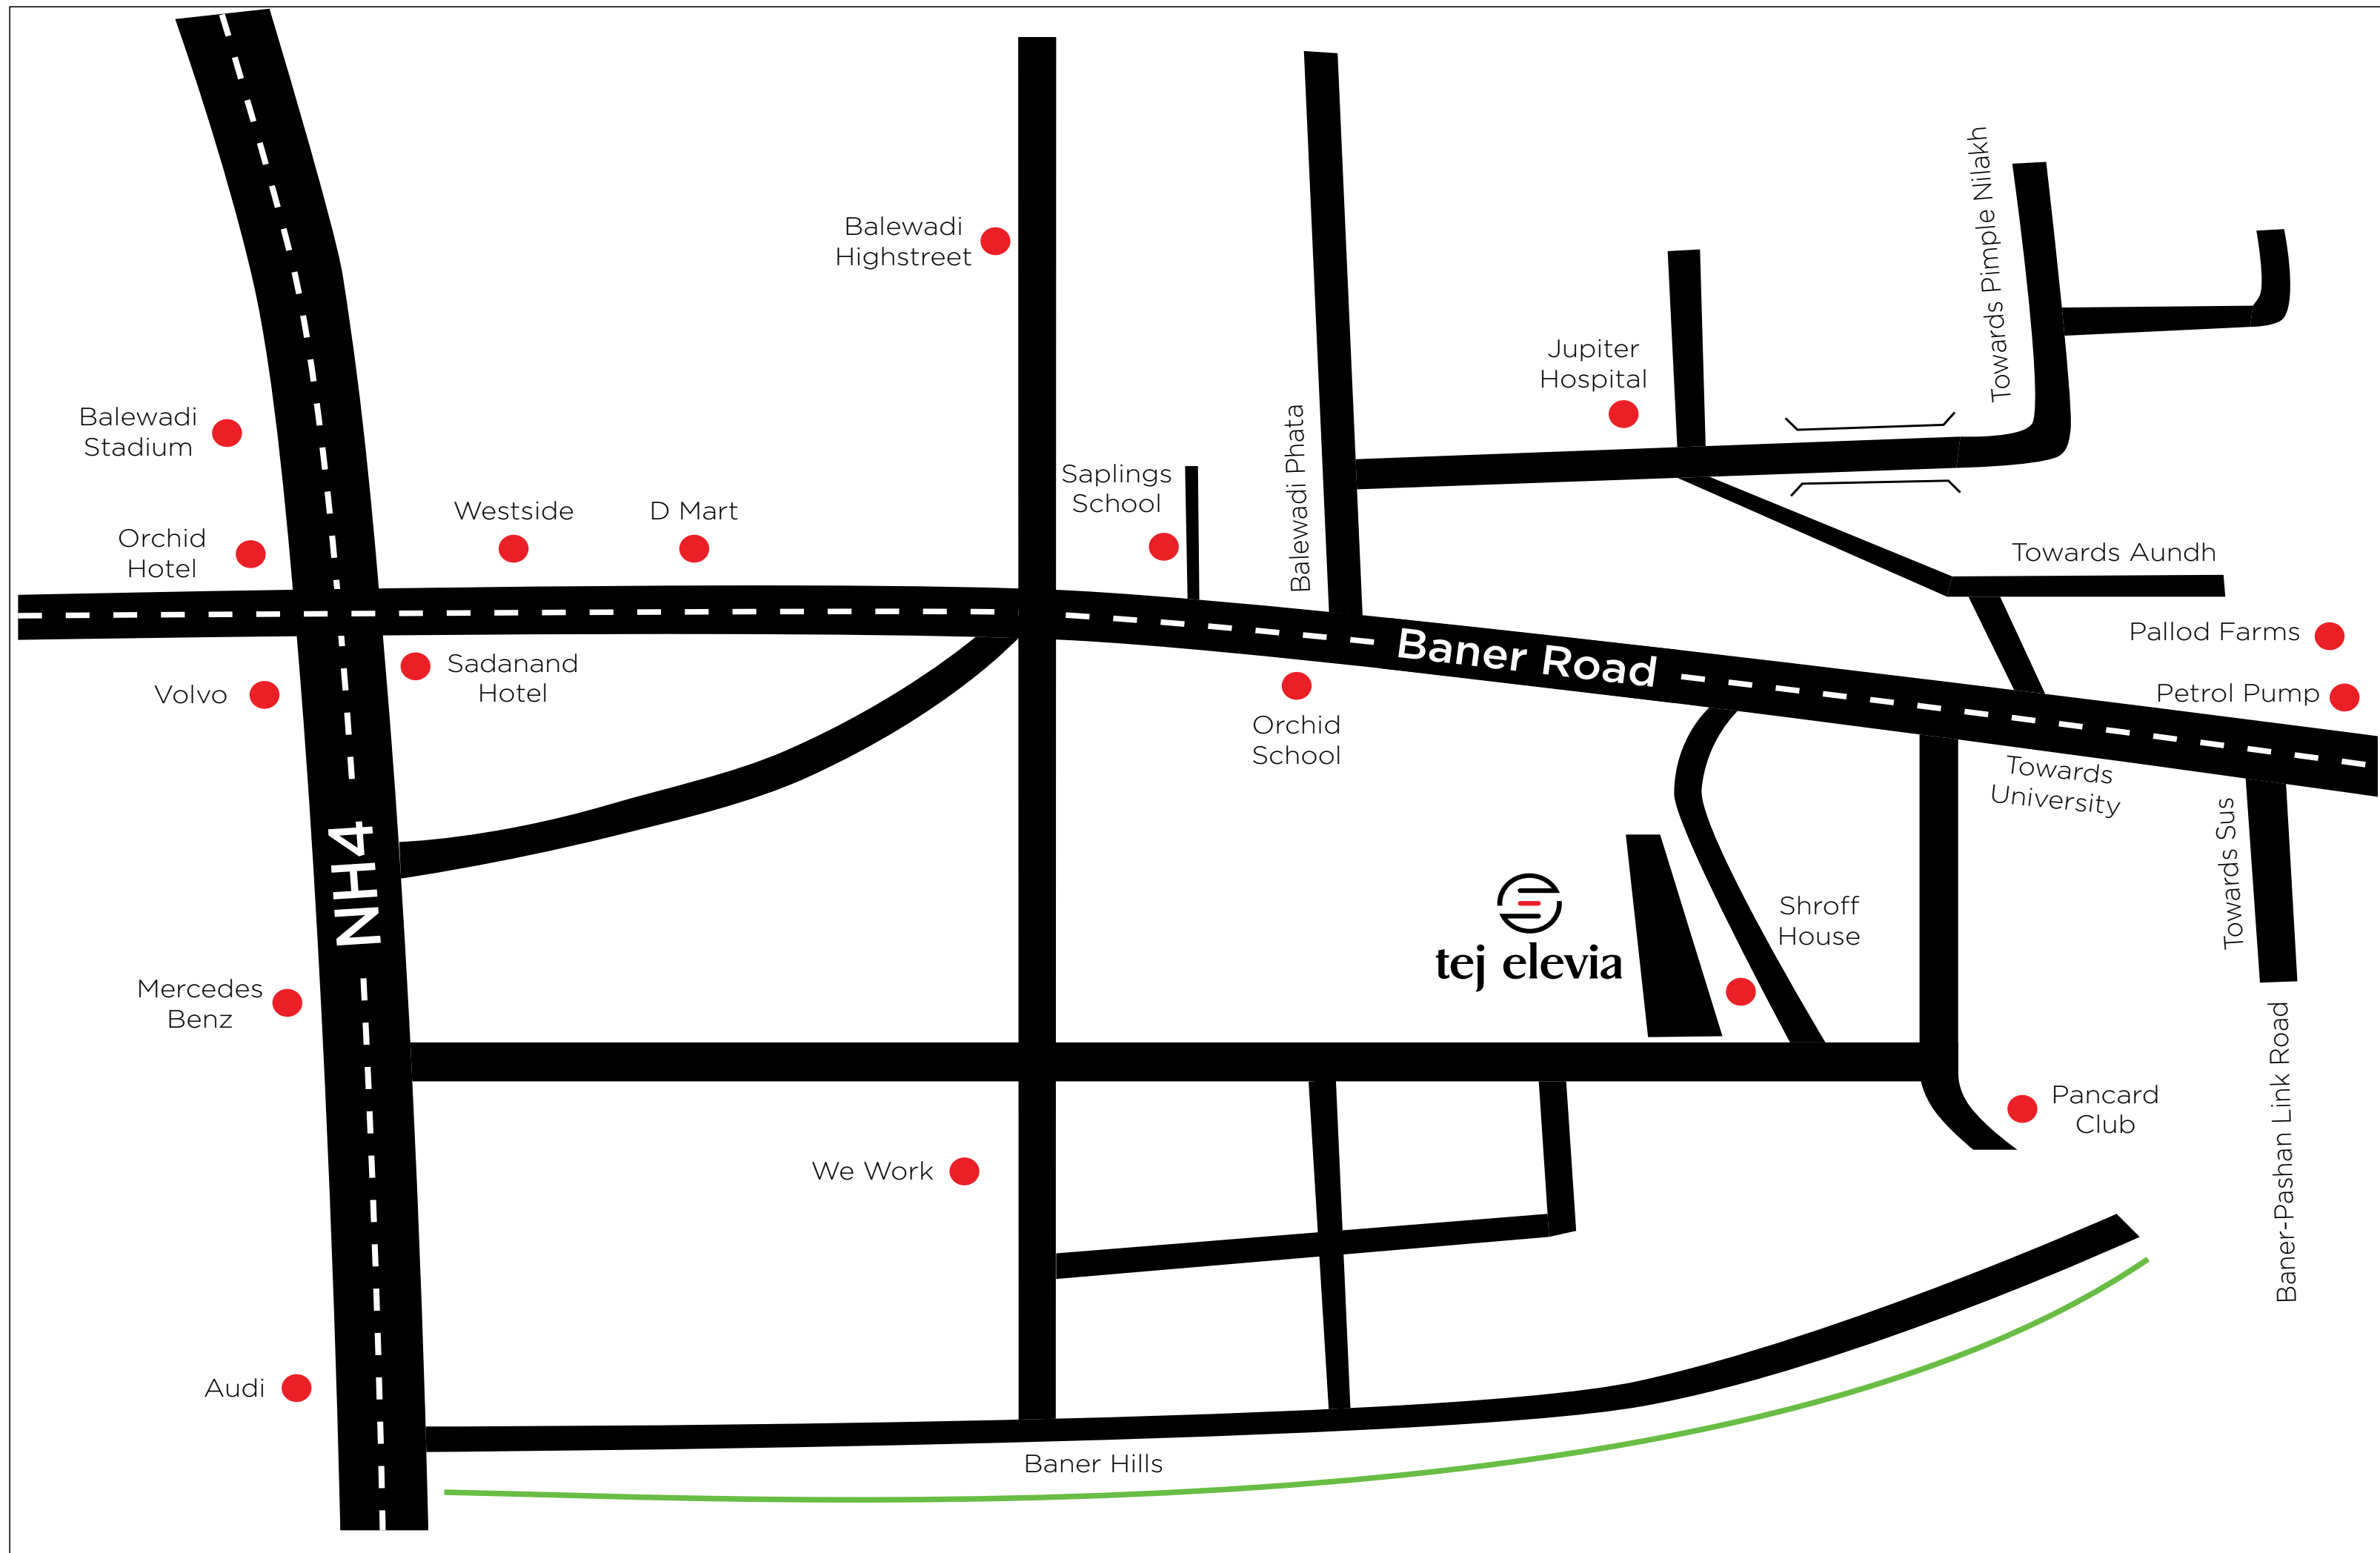 Towards Pimple Nilakh
Balewadi
Highstreet
Jupiter
Hospital
Balewadi
Stadium
Saplings
School
Balewadi Phata
Westside
D Mart
Orchid
Hotel
Towards Aundh
Pallod Farms
Baner Road
Sadanand
Hotel
Volvo
Petrol Pump
Orchid
School
Towards
University
Towards Sus
NH4
Shroff
House
tej elevia
Mercedes
Benz
Baner-Pashan Link Road
Pancard
Club
We Work
Audi
Baner Hills